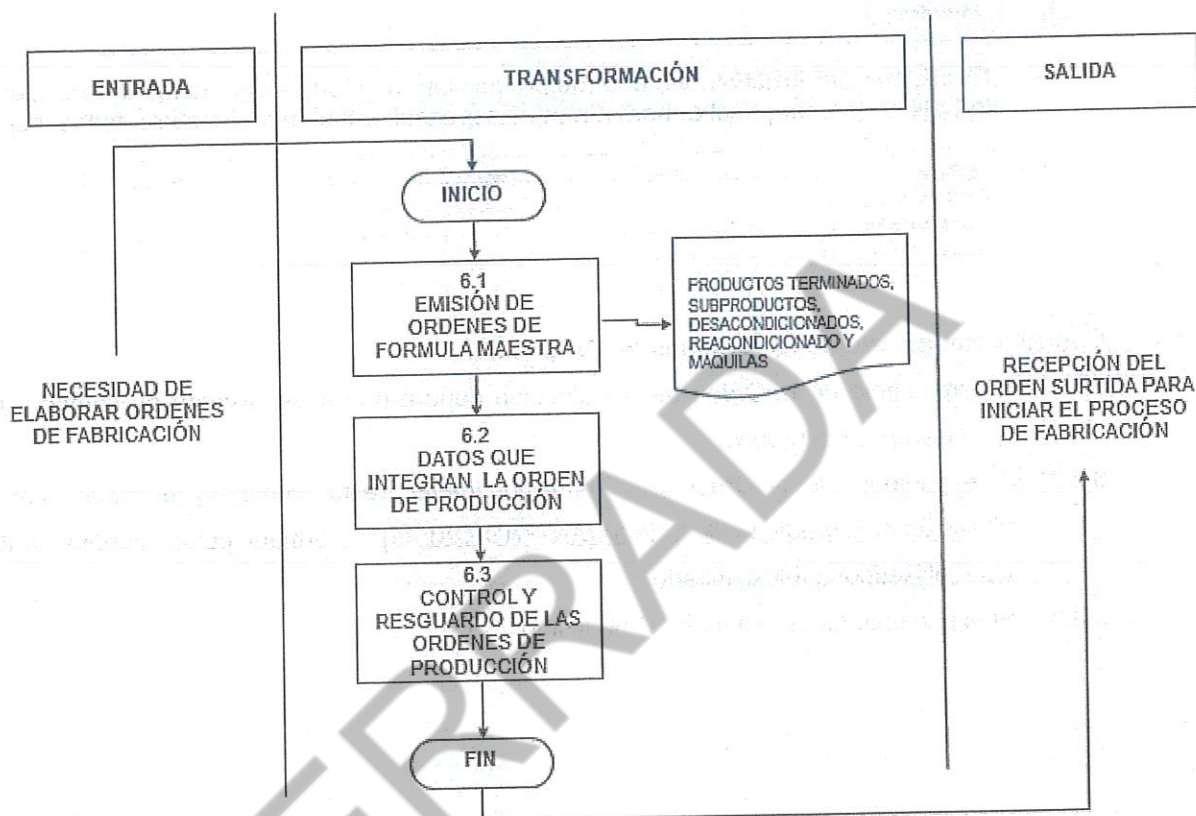 ENTRADA
TRANSFORMACIÓN
SALIDA
INICIO
6.1
EMISIÓN DE
ORDENES DE
FORMULA MAESTRA
PRODUCTOS TERMINADOS,
SUBPRODUCTOS,
DESACONDICIONADOS,
REACONDICIONADO Y
MAQUILAS
NECESIDAD DE
ELABORAR ORDENES
DE FABRICACIÓN
6.2
DATOS QUE
INTEGRAN LA ORDEN
DE PRODUCCIÓN
RECEPCIÓN DEL
ORDEN SURTIDA PARA
INICIAR EL PROCESO
DE FABRICACIÓN
6.3
CONTROL Y
RESGUARDO DE LAS
ORDENES DE
PRODUCCIÓN
FIN
ERRADA